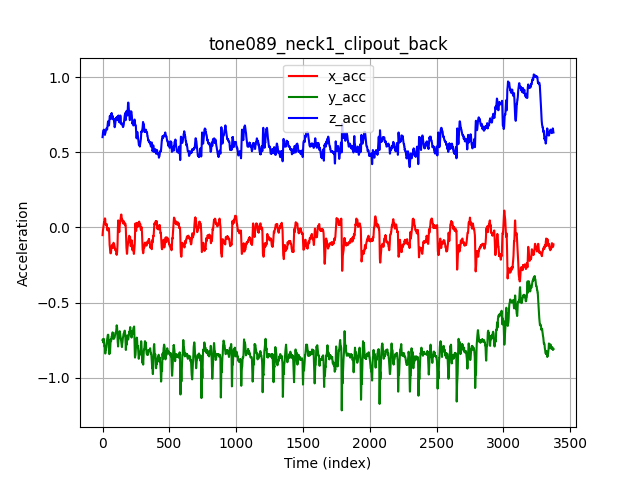 tone089_neck1_clipout_back
x_acc
y_acc
z_acc
1.0
0.5
0.0
−0.5
−1.0
Acceleration
0 500 1000 1500 2000 2500 3000 3500
Time (index)